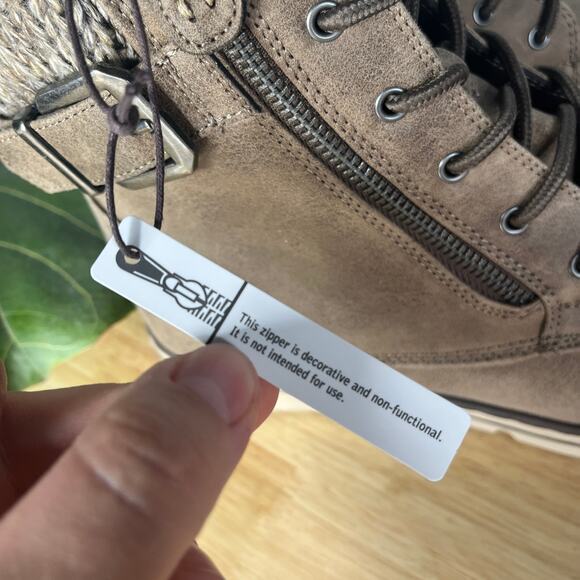 This zipper is decorative and non-functional.
It is not intended for use.